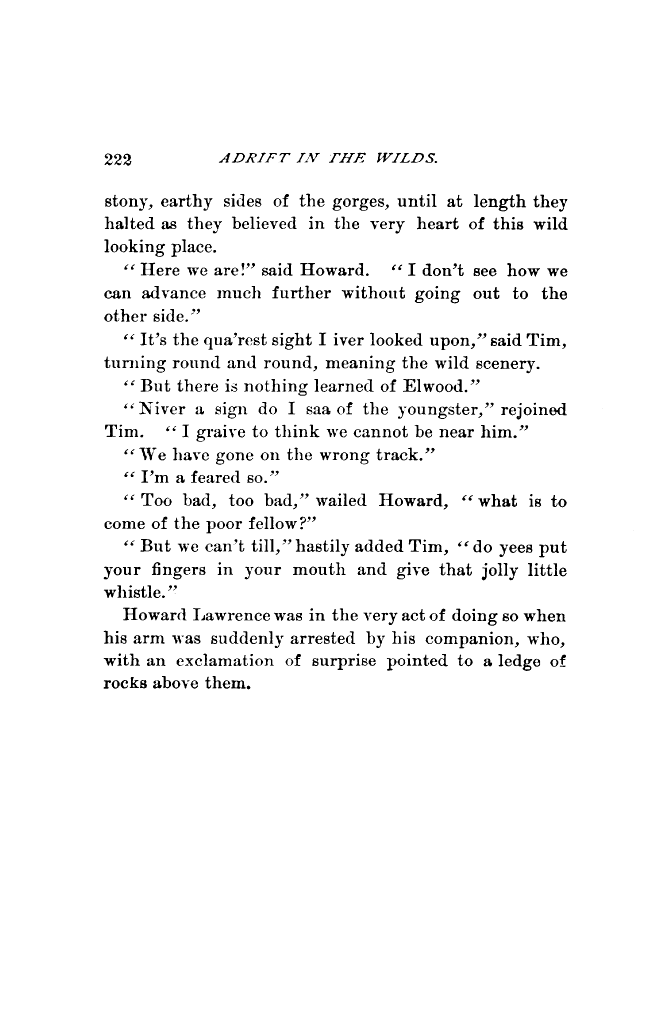 222 ADRIFT IN THE WILDS.
stony, earthy sides of the gorges, until at length they
halted as they believed in the very heart of this wild
looking place.
“Here we are!” said Howard. “I don't see how we
can advance much further without going out to the
other side.”
“It's the qua'rest sight I iver looked upon,” said Tim,
turning round and round, meaning the wild scenery.
“But there is nothing learned of Elwood.”
“Niver a sign do I saa of the youngster,” rejoined
Tim. “I graive to think we cannot be near him.”
“We have gone on the wrong track.”
“I'm a feared so.”
“Too bad, too bad,” wailed Howard, “what is to
come of the poor fellow?”
“But we can't till,” hastily added Tim, “do yees put
your fingers in your mouth and give that jolly little
whistle.”
Howard Lawrence was in the very act of doing so when
his arm was suddenly arrested by his companion, who,
with an exclamation of surprise pointed to a ledge of
rocks above them.